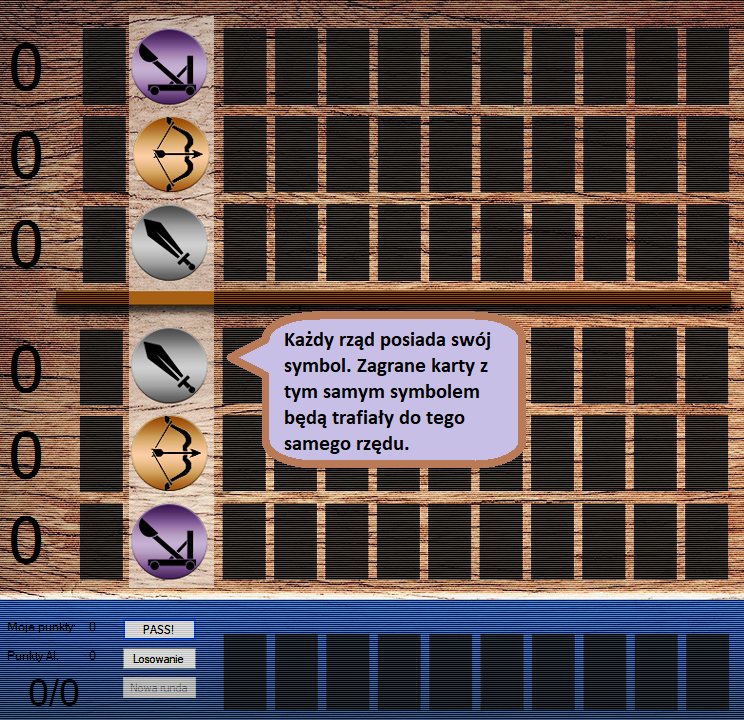 0
0
0
0
Każdy rząd posiada swój
symbol. Zagrane karty z
tym samym symbolem
będą trafiały do tego
samego rzędu.
0
0
Moje punkty: 0
PASS!
Punkty AI: 0
Losowanie
0/0
Nowa runda